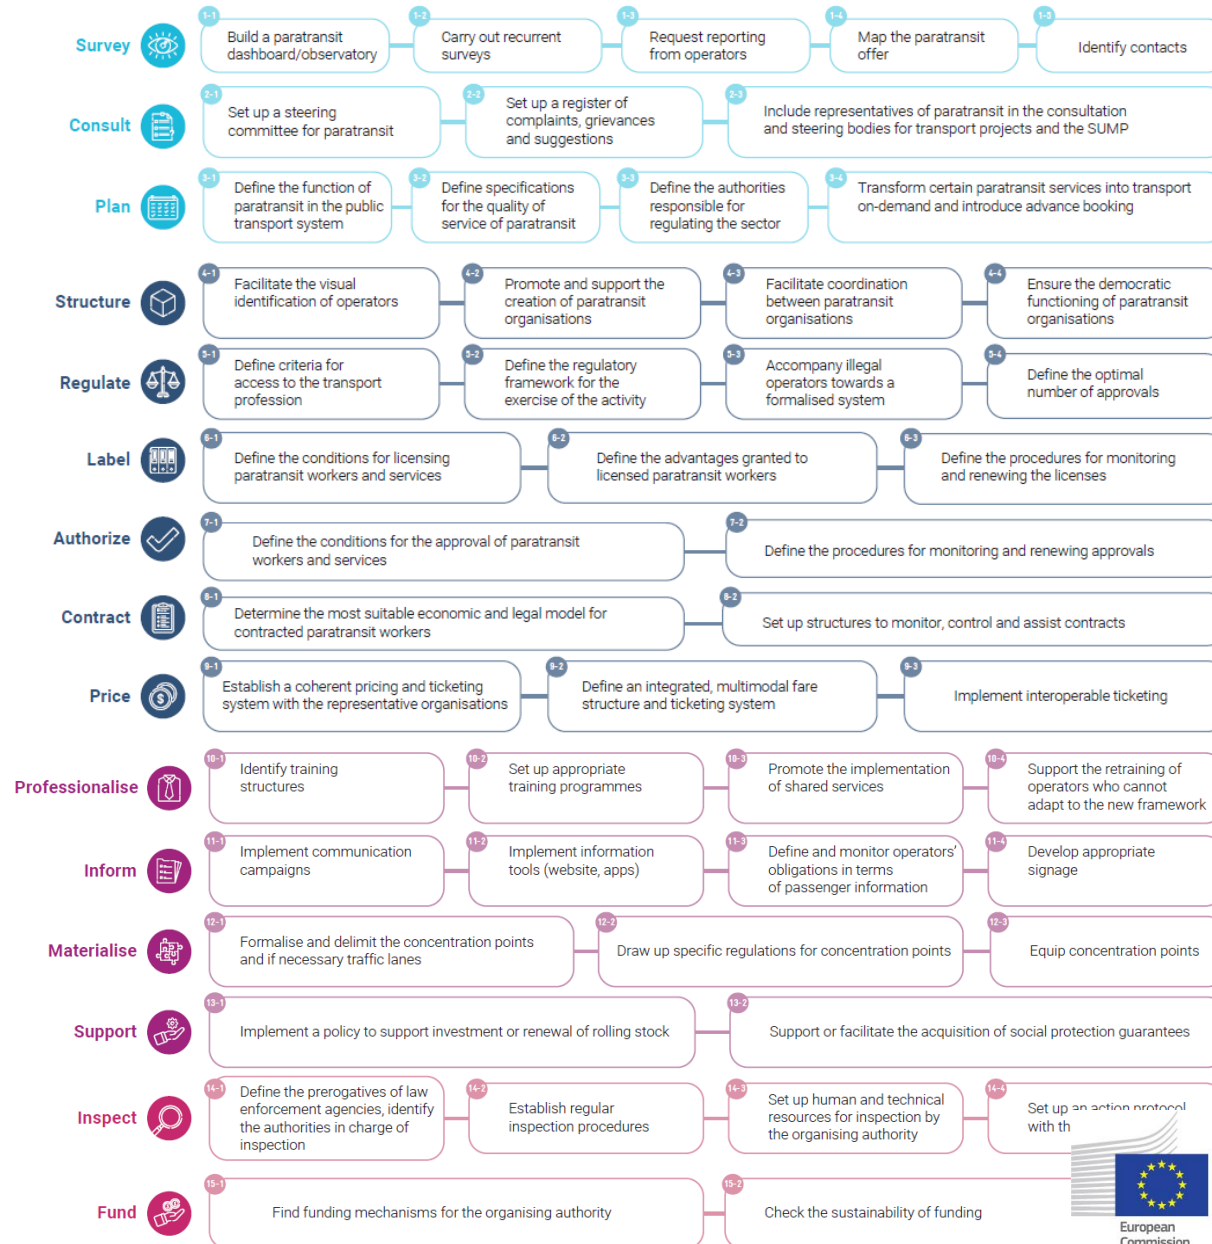 Survey
1-1
Build a paratransit
dashboard/observatory
1-2
Carry out recurrent
surveys
1-3
Request reporting
from operators
1-4
Map the paratransit
offer
1-5
Identify contacts
Consult
2-1
Set up a steering
committee for paratransit
2-2
Set up a register of
complaints, grievances
and suggestions
2-3
Include representatives of paratransit in the consultation
and steering bodies for transport projects and the SUMP
Plan
3-1
Define the function of
paratransit in the public
transport system
3-2
Define specifications
for the quality of
service of paratransit
3-3
Define the authorities
responsible for
regulating the sector
3-4
Transform certain paratransit services into transport
on-demand and introduce advance booking
Structure
4-1
Facilitate the visual
identification of operators
4-2
Promote and support the
creation of paratransit
organisations
4-3
Facilitate coordination
between paratransit
organisations
4-4
Ensure the democratic
functioning of paratransit
organisations
Regulate
5-1
Define criteria for
access to the transport
profession
5-2
Define the regulatory
framework for the
exercise of the activity
5-3
Accompany illegal
operators towards a
formalised system
5-4
Define the optimal
number of approvals
Label
6-1
Define the conditions for licensing
paratransit workers and services
6-2
Define the advantages granted to
licensed paratransit workers
6-3
Define the procedures for monitoring
and renewing the licenses
Authorize
7-1
Define the conditions for the approval of paratransit
workers and services
7-2
Define the procedures for monitoring and renewing approvals
Contract
8-1
Determine the most suitable economic and legal model for
contracted paratransit workers
8-2
Set up structures to monitor, control and assist contracts
Price
9-1
Establish a coherent pricing and ticketing
system with the representative organisations
9-2
Define an integrated, multimodal fare
structure and ticketing system
9-3
Implement interoperable ticketing
Professionalise
10-1
Identify training
structures
10-2
Set up appropriate
training programmes
10-3
Promote the implementation
of shared services
10-4
Support the retraining of
operators who cannot
adapt to the new framework
Inform
11-1
Implement communication
campaigns
11-2
Implement information
tools (website, apps)
11-3
Define and monitor operators'
obligations in terms
of passenger information
11-4
Develop appropriate
signage
Materialise
12-1
Formalise and delimit the concentration points
and if necessary traffic lanes
12-2
Draw up specific regulations for concentration points
12-3
Equip concentration points
Support
13-1
Implement a policy to support investment or renewal of rolling stock
13-2
Support or facilitate the acquisition of social protection guarantees
Inspect
14-1
Define the prerogatives of law
enforcement agencies, identify
the authorities in charge of
inspection
14-2
Establish regular
inspection procedures
14-3
Set up human and technical
resources for inspection by
the organising authority
14-4
Set up an action protocol
with th
Fund
15-1
Find funding mechanisms for the organising authority
15-2
Check the sustainability of funding
European
Commission